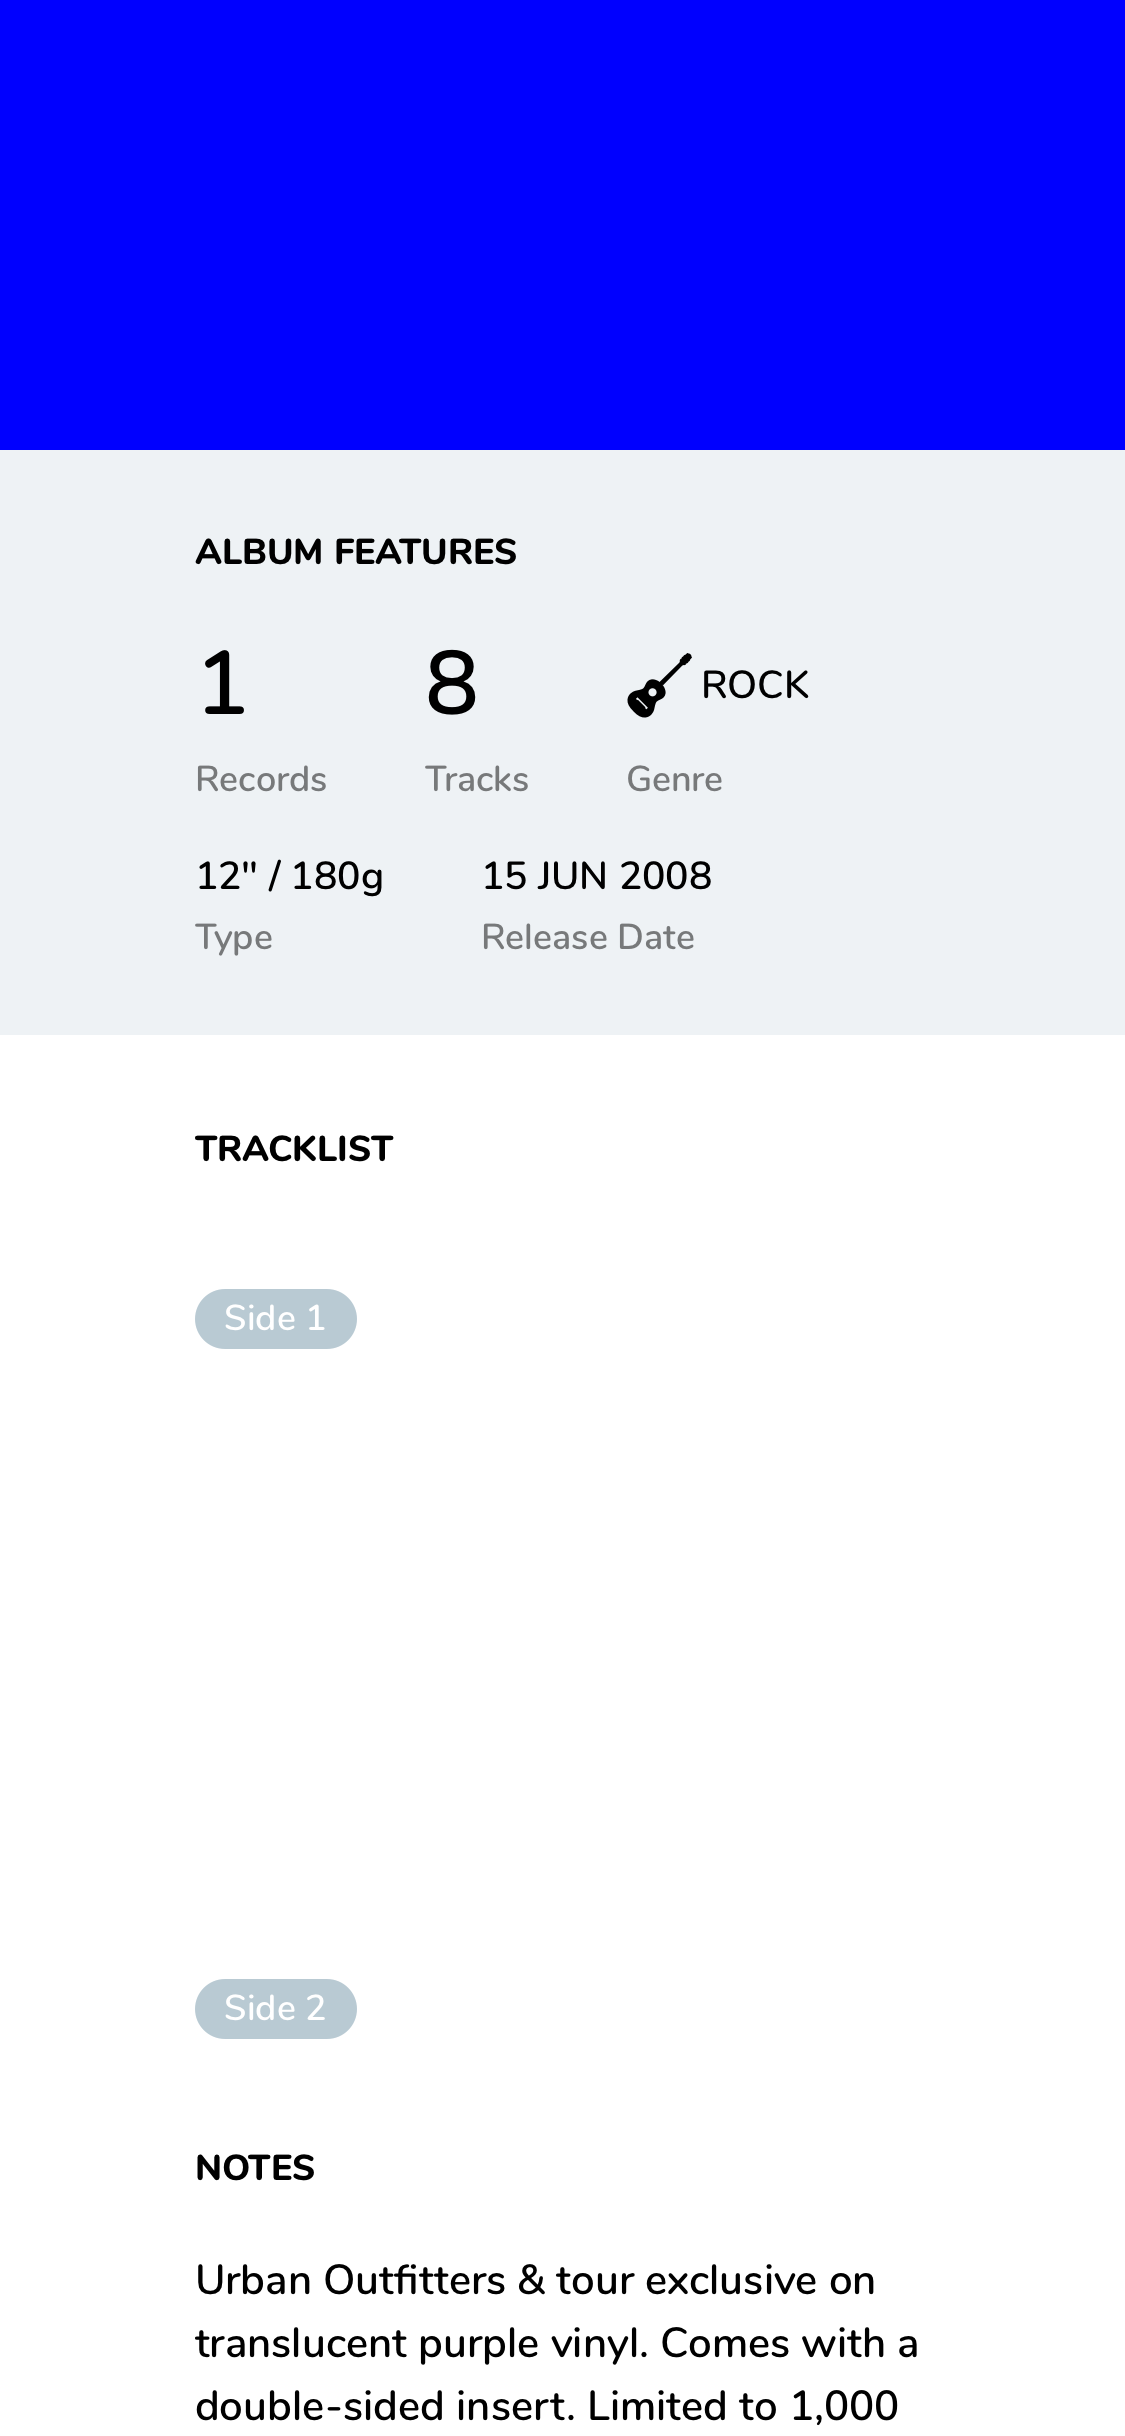 ALBUM FEATURES
1 8 ROCK
Records Tracks Genre
12" / 180g 15 JUN 2008
Type Release Date
TRACKLIST
Side 1
Side 2
NOTES
Urban Outfitters & tour exclusive on
translucent purple vinyl. Comes with a
double-sided insert. Limited to 1,000